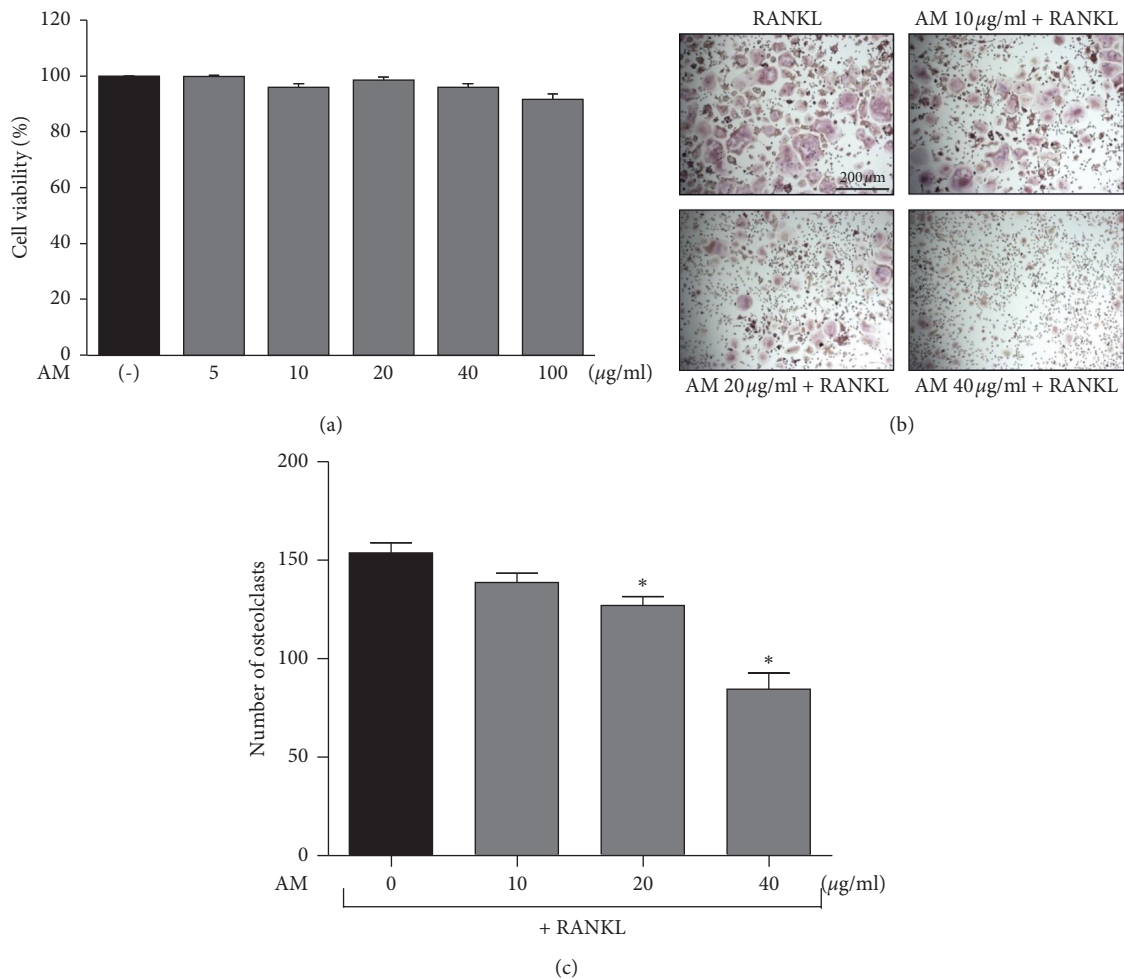 120
100
80
60
40
20
0
Cell viability (%)
AM (-) 5 10 20 40 100 (μg/ml)
(a)
RANKL AM 10 μg/ml + RANKL
200 μm
AM 20 μg/ml + RANKL AM 40 μg/ml + RANKL
(b)
200
150
100
50
0
Number of osteolclasts
* *
AM 0 10 20 40 (μg/ml)
+ RANKL
(c)